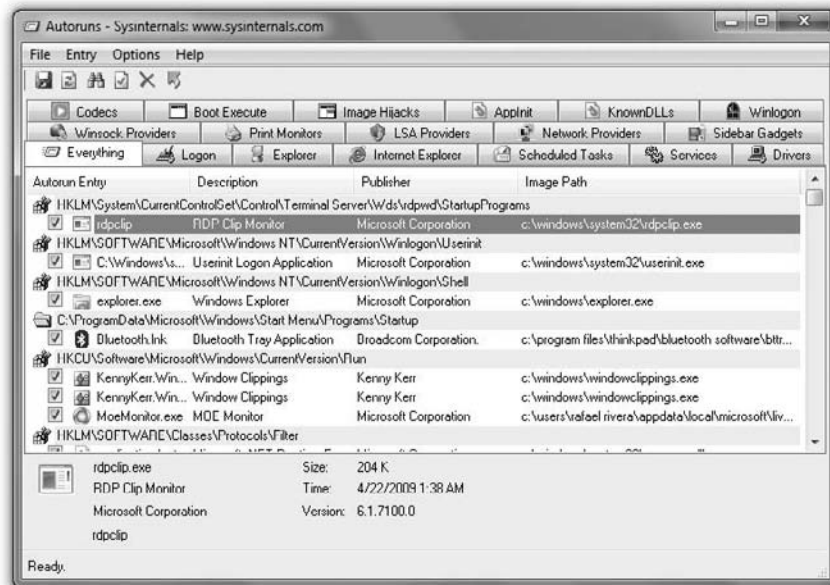 Autoruns - Sysinternals: www.sysinternals.com
File Entry Options Help
Codecs Boot Execute Image Hijacks AppInit KnownDLLs Winlogon
Winsock Providers Print Monitors LSA Providers Network Providers Sidebar Gadgets
Everything Logon Explorer Internet Explorer Scheduled Tasks Services Drivers
Autorun Entry Description Publisher Image Path
HKLM\System\CurrentControlSet\Control\Terminal Server\Wds\rdpwd\StartupPrograms
rdpclip RDP Clip Monitor Microsoft Corporation c:\windows\system32\rdpclip.exe
HKLM\SOFTWARE\Microsoft\Windows NT\CurrentVersion\Winlogon\Userinit
C:\Windows\s... Userinit Logon Application Microsoft Corporation c:\windows\system32\userinit.exe
HKLM\SOFTWARE\Microsoft\Windows NT\CurrentVersion\Winlogon\Shell
explorer.exe Windows Explorer Microsoft Corporation c:\windows\explorer.exe
C:\ProgramData\Microsoft\Windows\Start Menu\Programs\Startup
Bluetooth.lnk Bluetooth Tray Application Broadcom Corporation. c:\program files\thinkpad\bluetooth software\bttr...
HKCU\Software\Microsoft\Windows\CurrentVersion\Run
KennyKerr.Win... Window Clippings Kenny Kerr c:\windows\windowclippings.exe
KennyKerr.Win... Window Clippings Kenny Kerr c:\windows\windowclippings.exe
MoeMonitor.exe MOE Monitor Microsoft Corporation c:\users\rafael rivera\appdata\local\microsoft\liv...
HKLM\SOFTWARE\Classes\Protocols\Filter
rdpclip.exe Size: 204 K
RDP Clip Monitor Time: 4/22/2009 1:38 AM
Microsoft Corporation Version: 6.1.7100.0
rdpclip
Ready.